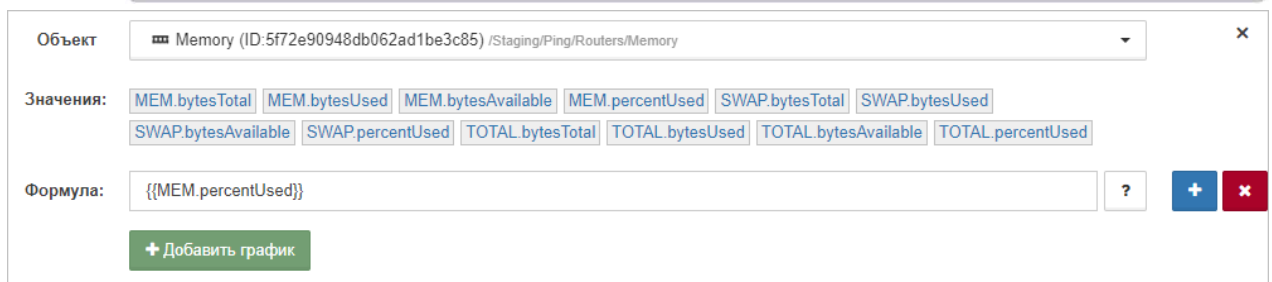 Объект Memory (ID:5f72e90948db062ad1be3c85) /Staging/Ping/Routers/Memory
Значения: MEM.bytesTotal MEM.bytesUsed MEM.bytesAvailable MEM.percentUsed SWAP.bytesTotal SWAP.bytesUsed
SWAP.bytesAvailable SWAP.percentUsed TOTAL.bytesTotal TOTAL.bytesUsed TOTAL.bytesAvailable TOTAL.percentUsed
Формула: {{MEM.percentUsed}} ?
Добавить график